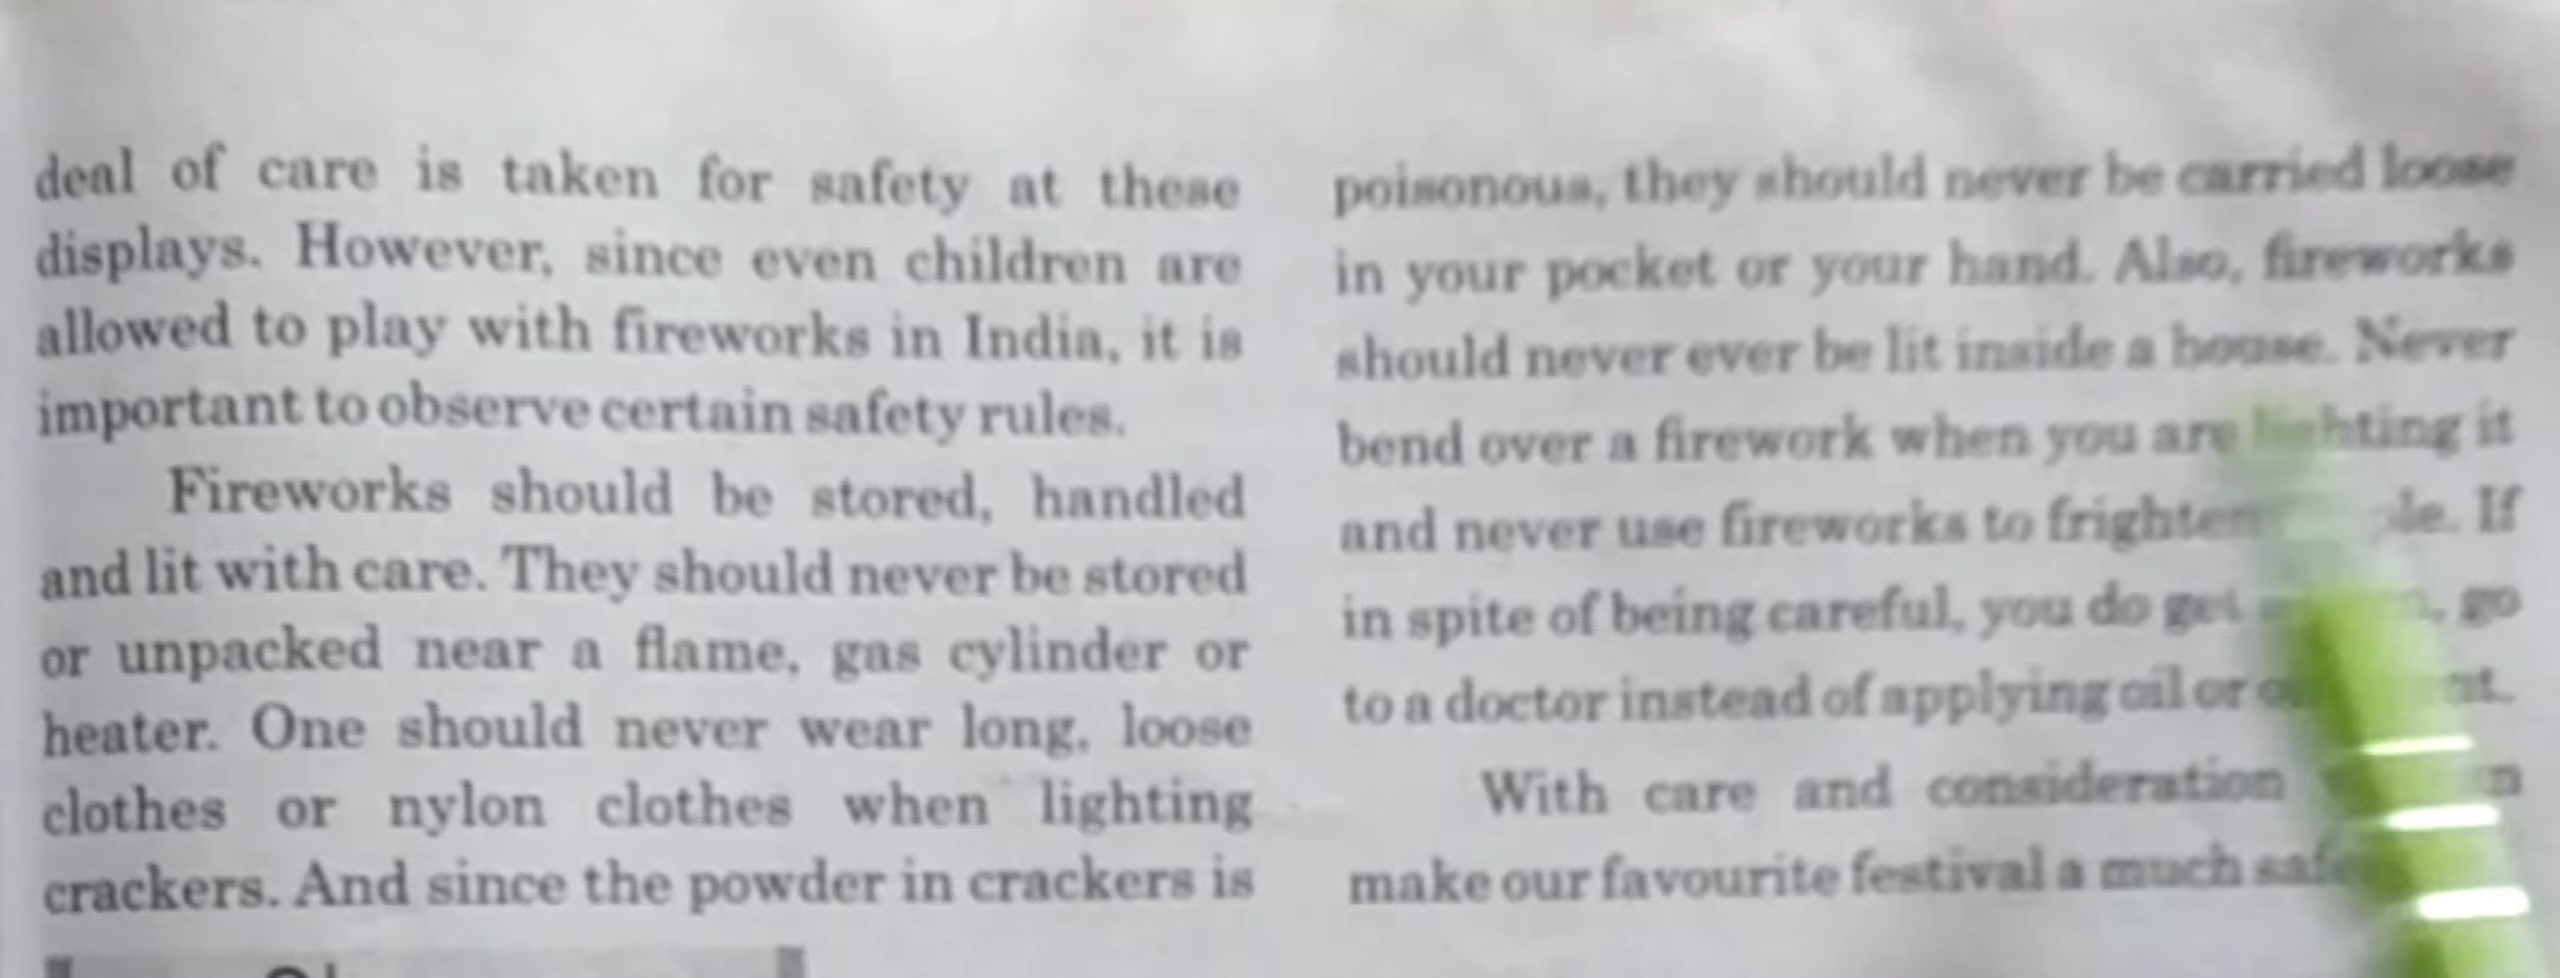 deal of care is taken for safety at these
displays. However, since even children are
allowed to play with fireworks in India, it is
important to observe certain safety rules.
Fireworks should be stored, handled
and lit with care. They should never be stored
or unpacked near a flame, gas cylinder or
heater. One should never wear long, loose
clothes or nylon clothes when lighting
crackers. And since the powder in crackers is
poisonous, they should never be carried loose
in your pocket or your hand. Also, fireworks
should never ever be lit inside a house. Never
bend over a firework when you are lighting it
and never use fireworks to frighten If
in spite of being careful, you do get go
to a doctor instead of applying oil or
With care and consideration
make our favourite festival a much